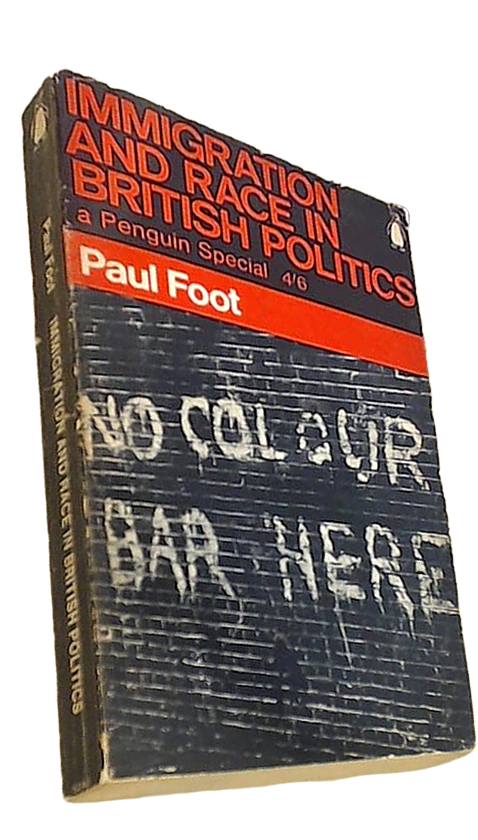 IMMIGRATION
AND RACE IN
BRITISH POLITICS
a Penguin Special 4'6
Paul Foot
NO COLOUR
BAR HERE
Paul Foot IMMIGRATION AND RACE IN BRITISH POLITICS